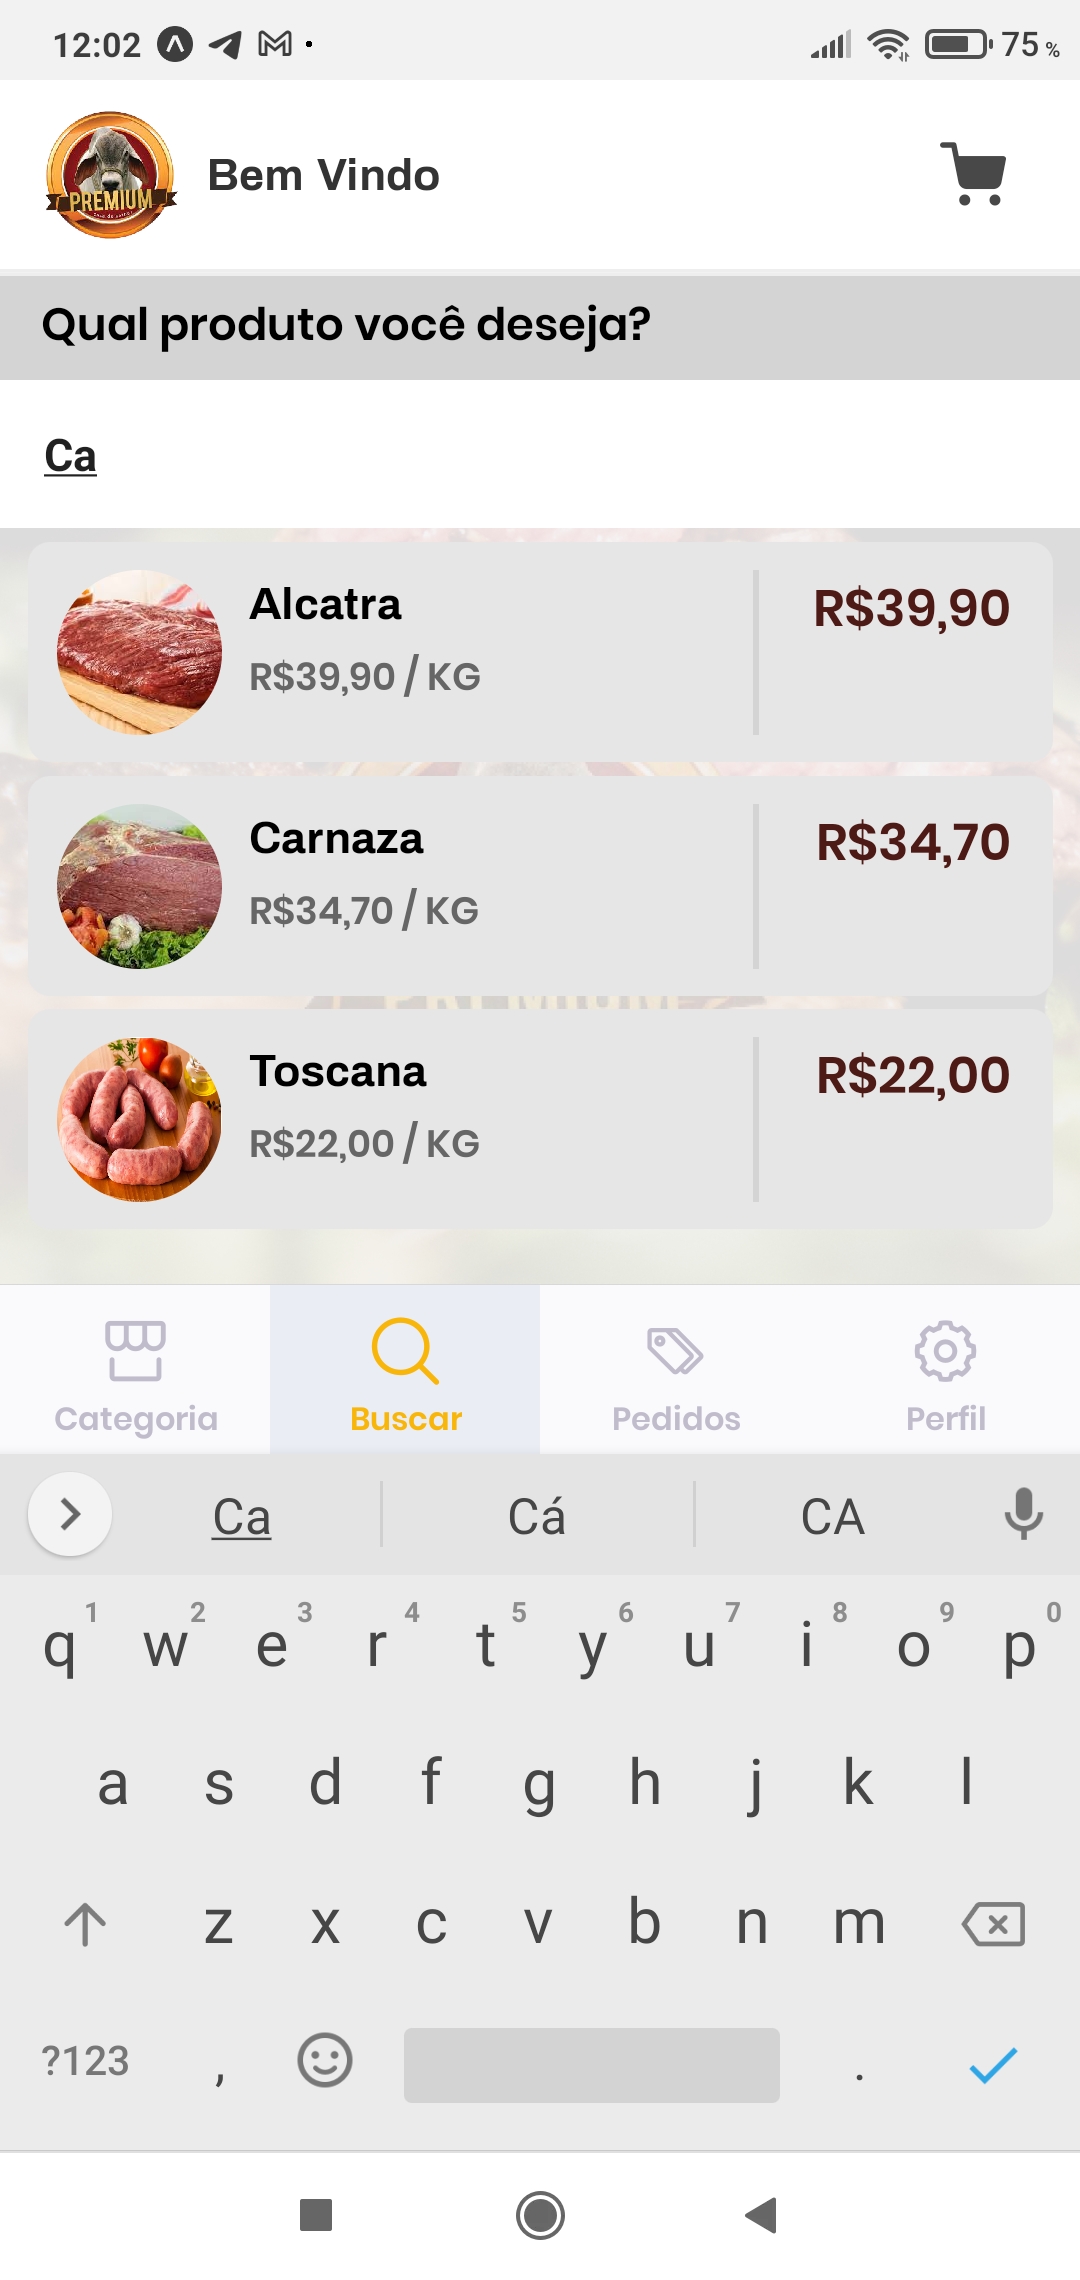 12:02
75 %
PREMIUM
Bem Vindo
Qual produto você deseja?
Ca
Alcatra
R$39,90 / KG
R$39,90
Carnaza
R$34,70 / KG
R$34,70
PREMIUM
Toscana
R$22,00 / KG
R$22,00
Categoria
Buscar
Pedidos
Perfil
Ca
Cá
CA
1 2 3 4 5 6 7 8 9 0
q w e r t y u i o p
a s d f g h j k l
z x c v b n m
?123 , .